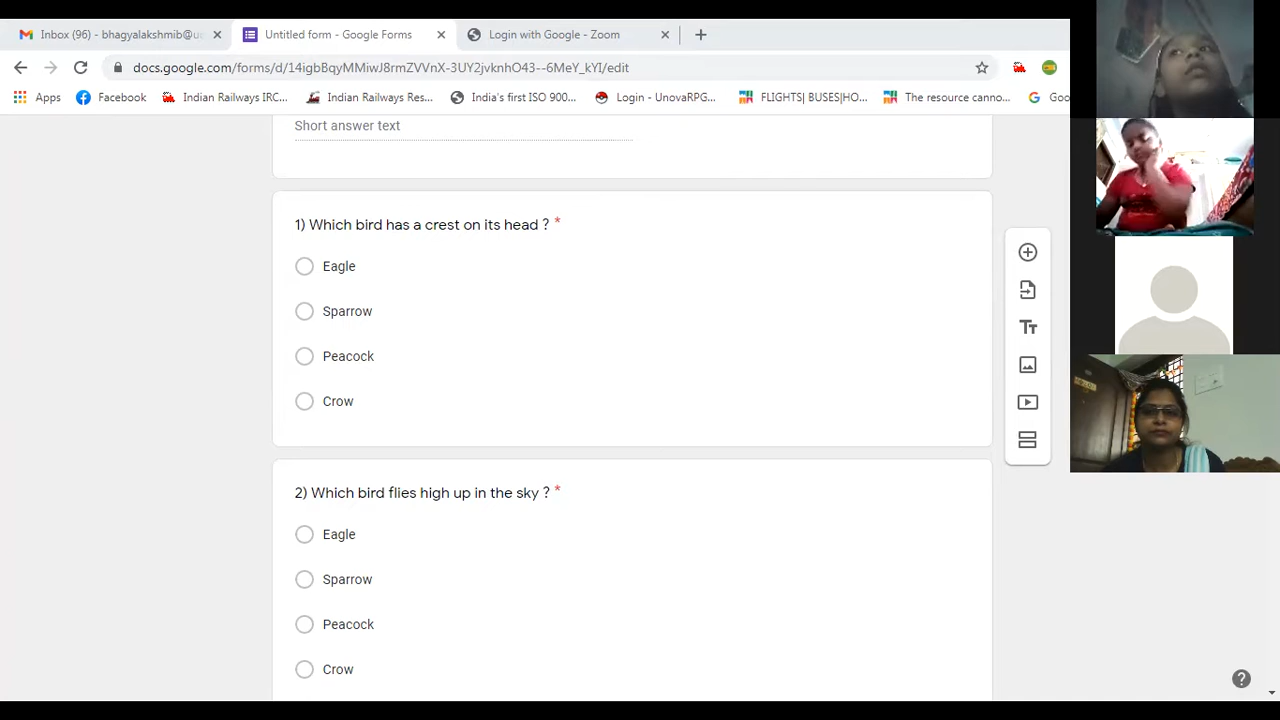 Inbox (96) - bhagyalakshmib@u
Untitled form - Google Forms
Login with Google - Zoom
docs.google.com/forms/d/14igbBqyMMiwJ8rmZVVnX-3UY2jvknhO43--6MeY_kYI/edit
Apps
Facebook
Indian Railways IRC...
Indian Railways Res...
India's first ISO 900...
Login - UnovaRPG...
FLIGHTS| BUSES|HO...
The resource canno...
Goo
Short answer text
1) Which bird has a crest on its head ? *
Eagle
Sparrow
Peacock
Crow
2) Which bird flies high up in the sky ? *
Eagle
Sparrow
Peacock
Crow